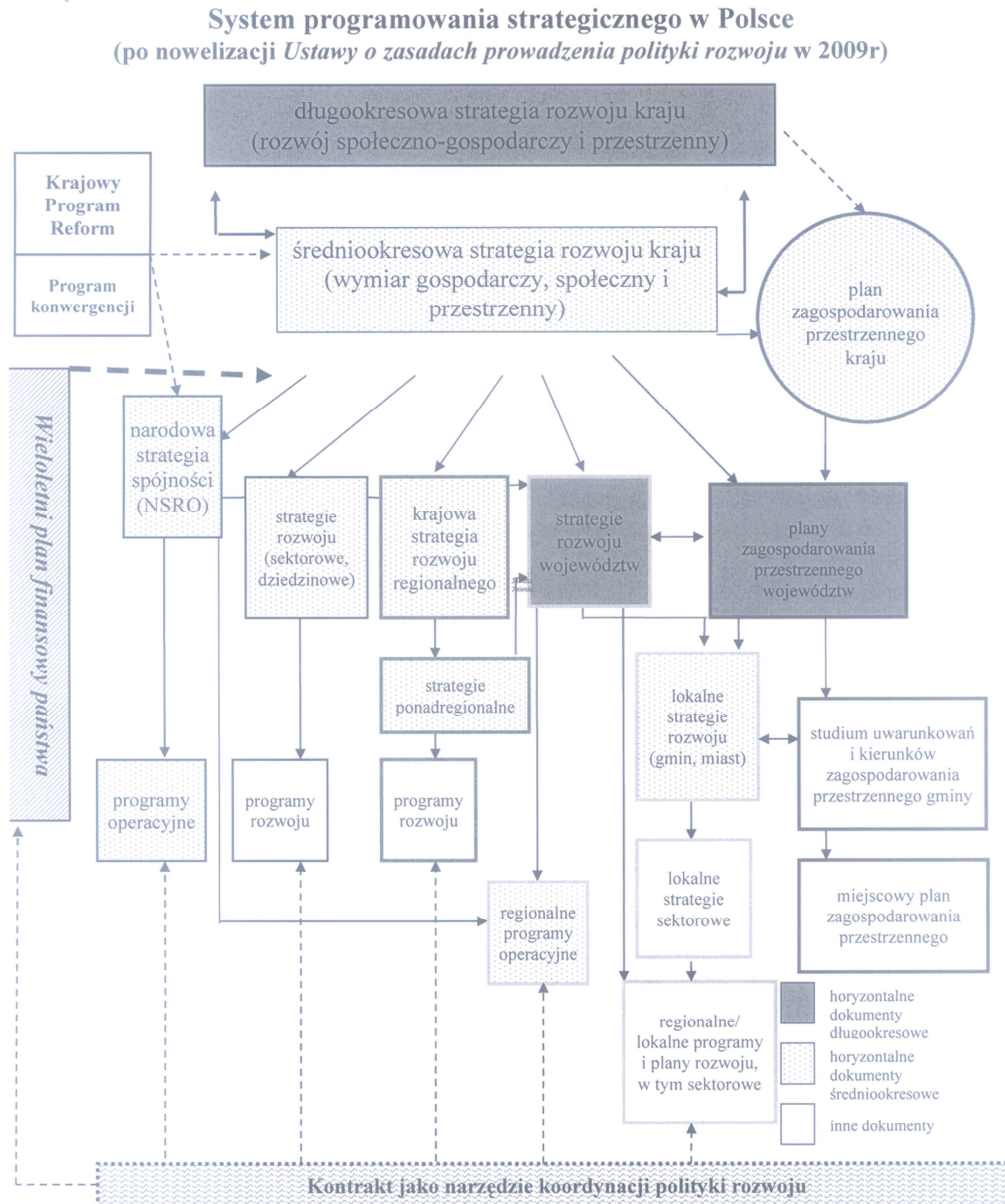 System programowania strategicznego w Polsce
(po nowelizacji Ustawy o zasadach prowadzenia polityki rozwoju w 2009r)
długookresowa strategia rozwoju kraju
(rozwój społeczno-gospodarczy i przestrzenny)
Krajowy
Program
Reform
Program
konwergencji
średniookresowa strategia rozwoju kraju
(wymiar gospodarczy, społeczny i
przestrzenny)
plan
zagospodarowania
przestrzennego
kraju
Wieloletni plan finansowy państwa
narodowa
strategia
spójności
(NSRO)
strategie
rozwoju
(sektorowe,
dziedzinowe)
krajowa
strategia
rozwoju
regionalnego
strategie
rozwoju
województw
plany
zagospodarowania
przestrzennego
województw
strategie
ponadregionalne
lokalne
strategie
rozwoju
(gmin, miast)
studium uwarunkowań
i kierunków
zagospodarowania
przestrzennego gminy
programy
operacyjne
programy
rozwoju
programy
rozwoju
regionalne
programy
operacyjne
lokalne
strategie
sektorowe
miejscowy plan
zagospodarowania
przestrzennego
regionalne/
lokalne programy
i plany rozwoju,
w tym sektorowe
horyzontalne
dokumenty
długookresowe
horyzontalne
dokumenty
średniookresowe
inne dokumenty
Kontrakt jako narzędzie koordynacji polityki rozwoju